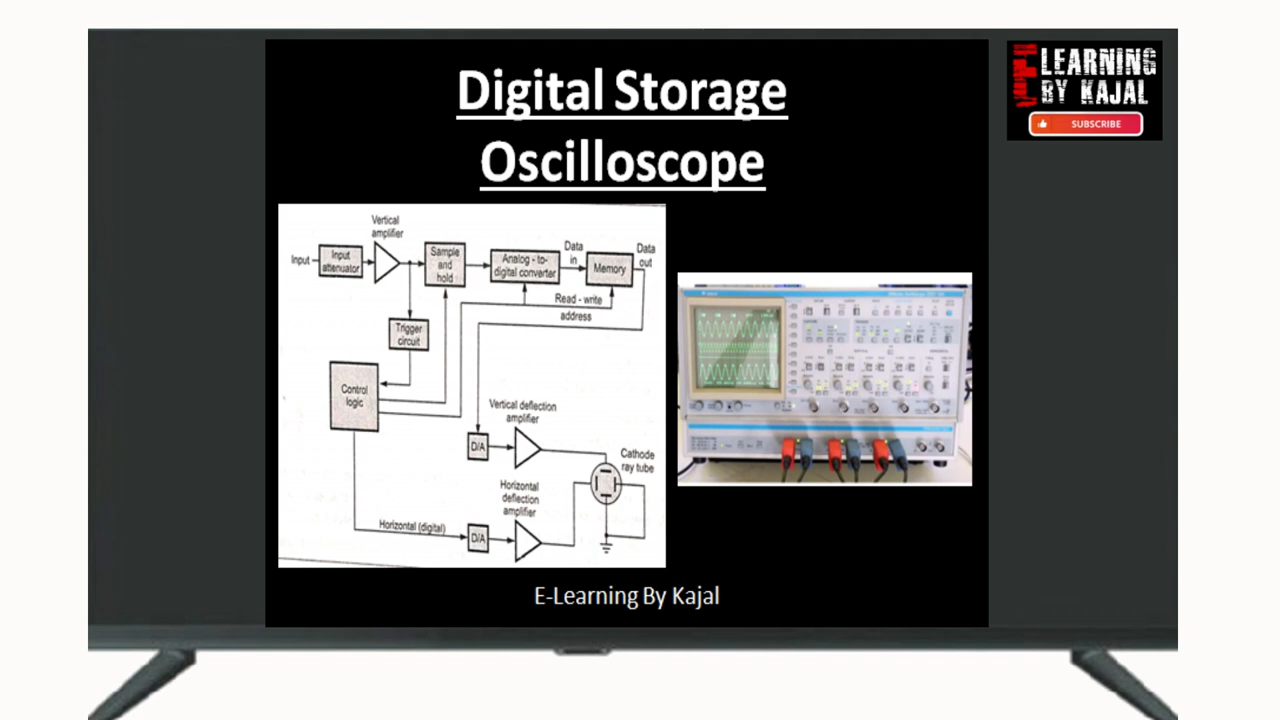 Digital Storage
Oscilloscope
LEARNING
BY KAJAL
SUBSCRIBE
Vertical
amplifier
Input
Input
attenuator
Sample
and
hold
Analog - to-
digital converter
Data
in
Memory
Data
out
Read - write
address
Trigger
circuit
Control
logic
Vertical deflection
amplifier
D/A
Cathode
ray tube
Horizontal
deflection
amplifier
Horizontal (digital)
D/A
E-Learning By Kajal